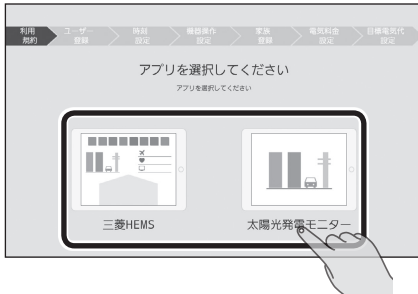 利用
規約
ユーザー
登録
時刻
設定
機器操作
設定
家族
登録
電気料金
設定
目標電気代
設定
アプリを選択してください
アプリを選択してください
三菱HEMS
太陽光発電モニター